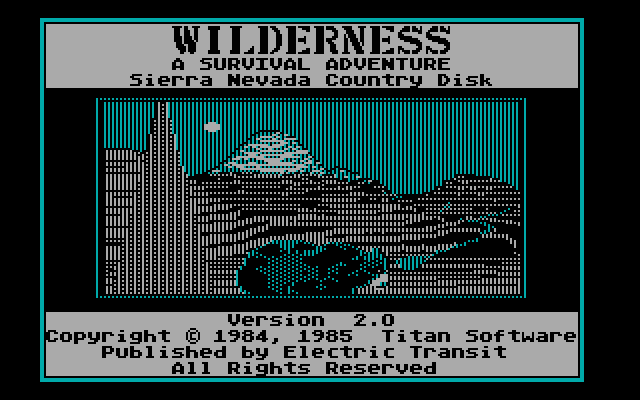 WILDERNESS
A SURVIVAL ADVENTURE
Sierra Nevada Country Disk
Version 2.0
Copyright © 1984, 1985 Titan Software
Published by Electric Transit
All Rights Reserved